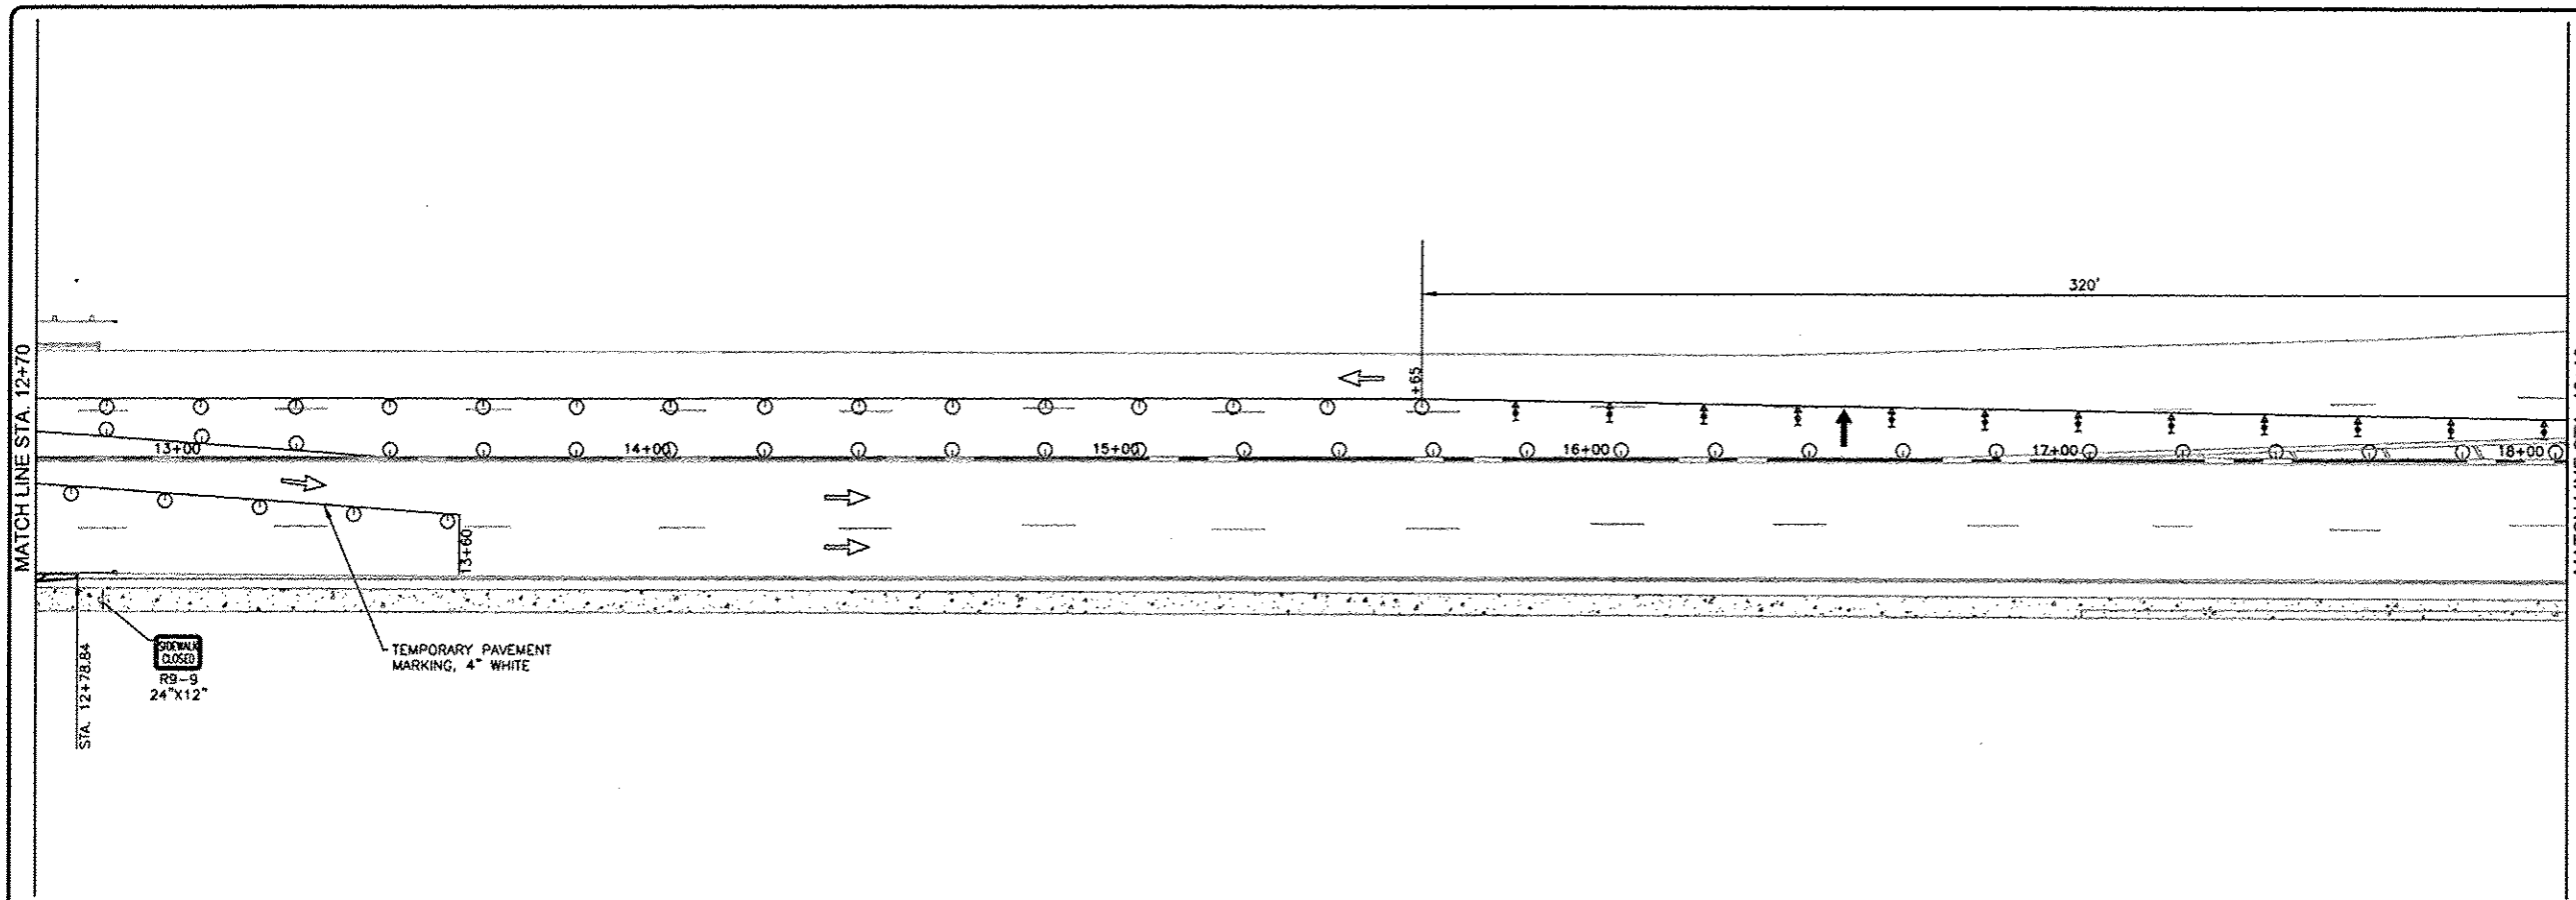 320'
MATCH LINE STA. 12+70
+65
13+00
14+00
15+00
16+00
17+00
18+00
13+60
STA. 12+78.84
SIDEWALK
CLOSED
R9-9
24"X12"
TEMPORARY PAVEMENT
MARKING, 4" WHITE